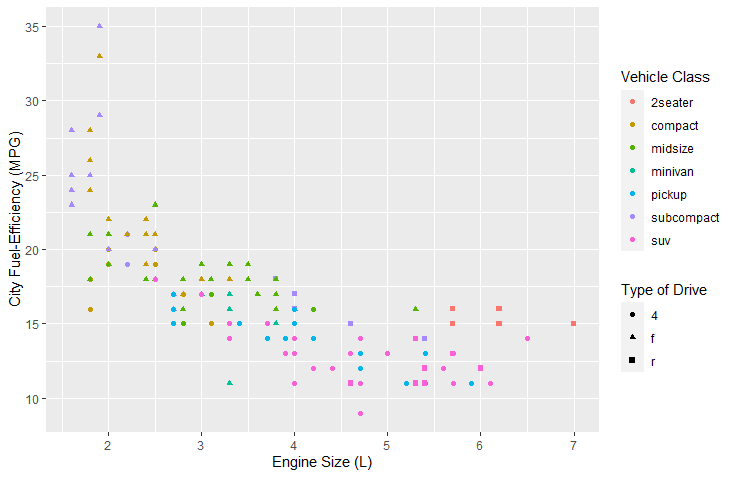 35
30
25
20
15
10
City Fuel-Efficiency (MPG)
2 3 4 5 6 7
Engine Size (L)
Vehicle Class
2seater
compact
midsize
minivan
pickup
subcompact
suv
Type of Drive
4
f
r